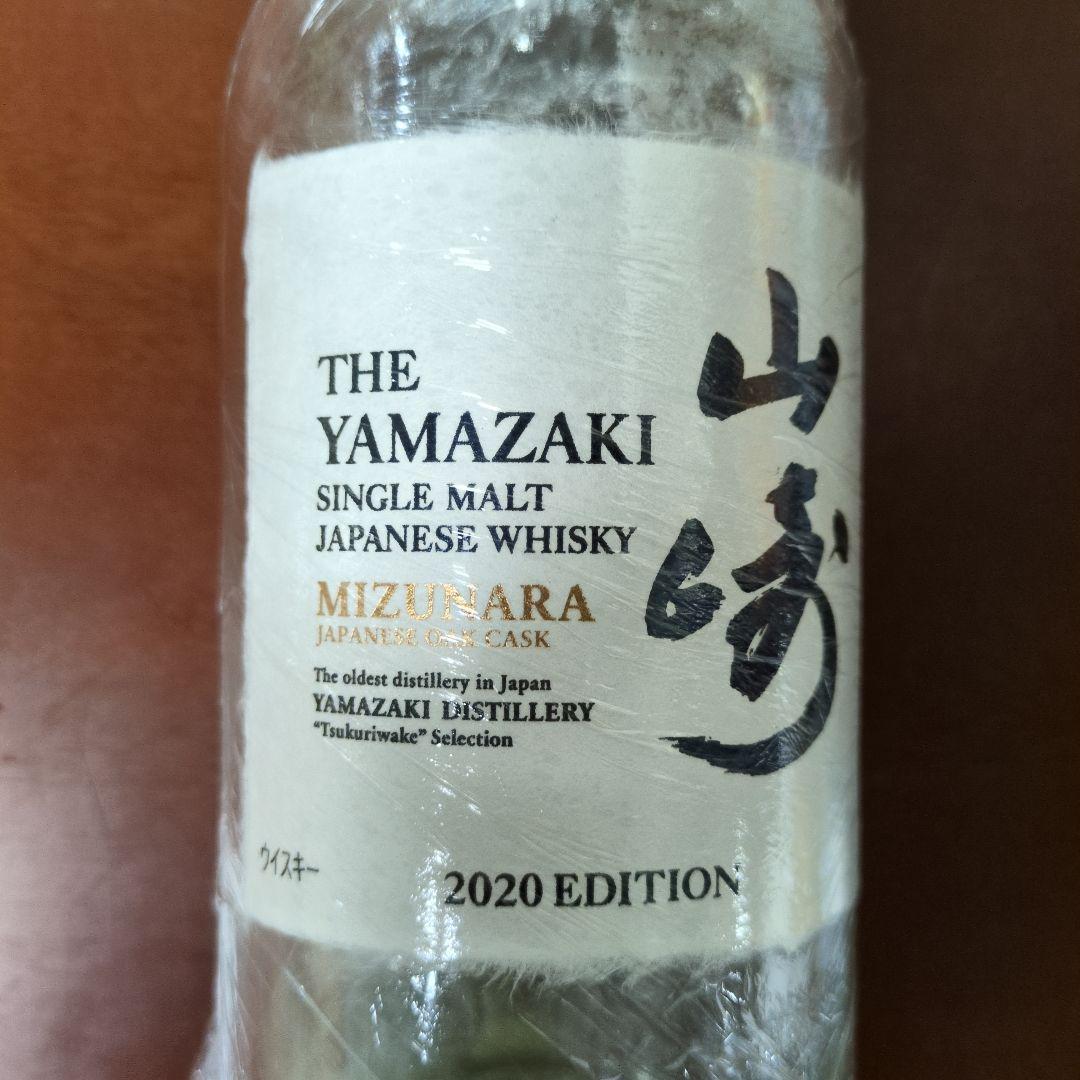 THE
YAMAZAKI
SINGLE MALT
JAPANESE WHISKY
MIZUNARA
JAPANESE OAK CASK
The oldest distillery in Japan
YAMAZAKI DISTILLERY
“Tsukuriwake” Selection
山崎
ウイスキー
2020 EDITION